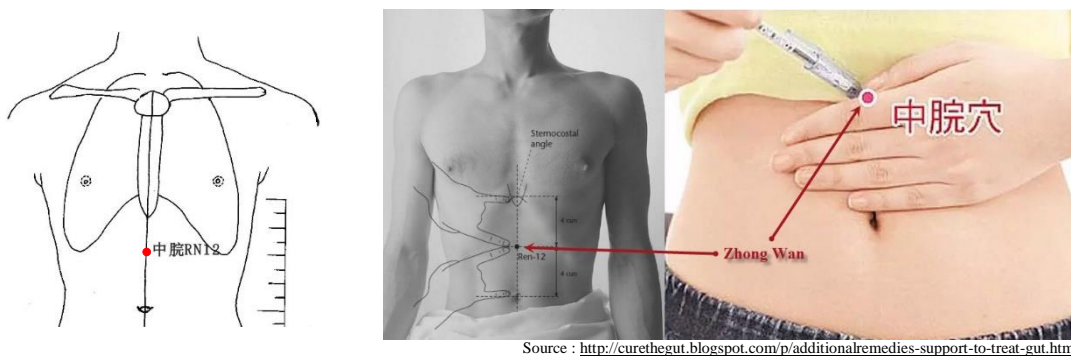 中脘RN12
Sternocostal
angle
4 cun
Ren-12
4 cun
中脘穴
Zhong Wan
Source : http://curethegut.blogspot.com/p/additionalremedies-support-to-treat-gut.htm